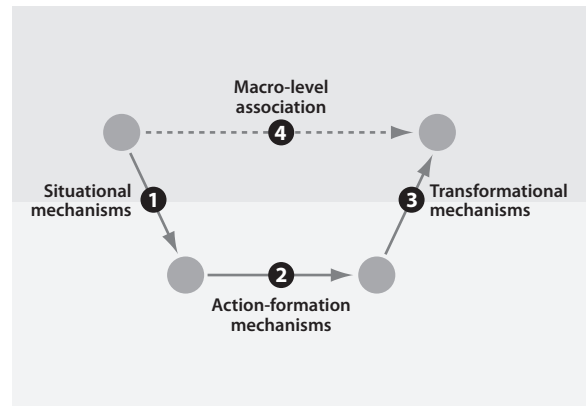 Macro-level
association
4
Situational
mechanisms
1
3
Transformational
mechanisms
2
Action-formation
mechanisms